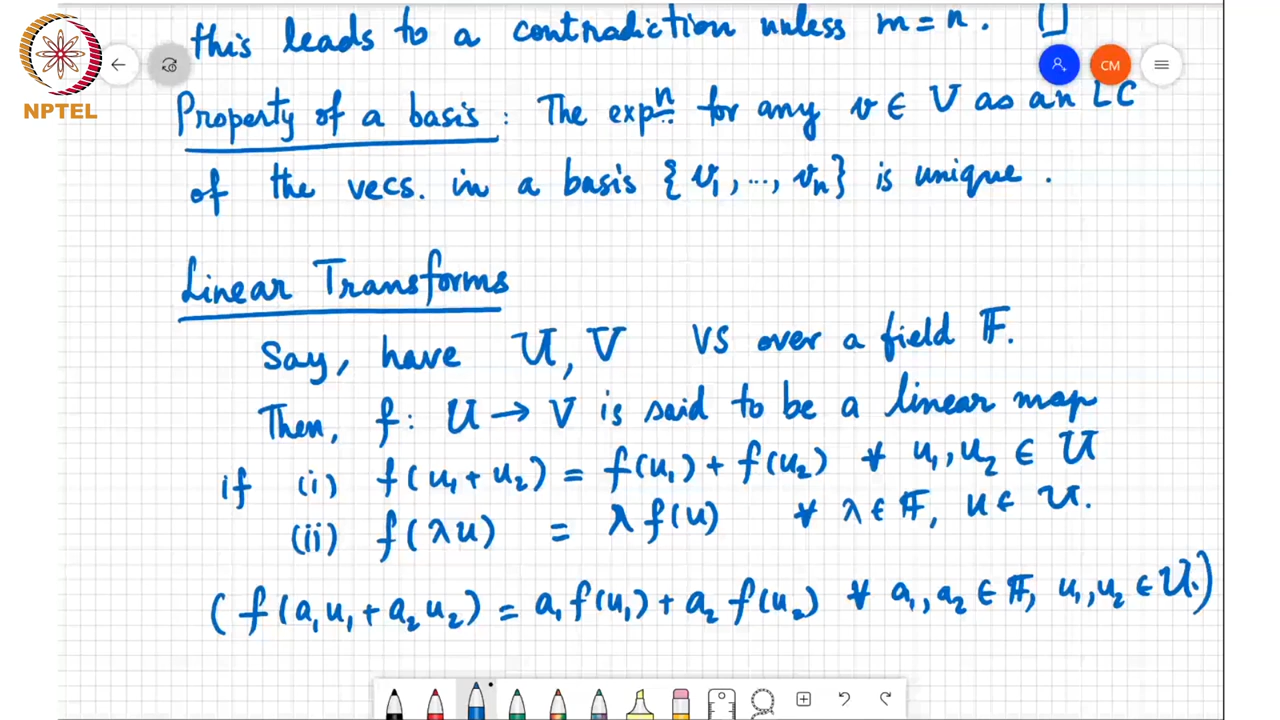 this leads to a contradiction unless m = n. □
NPTEL
CM
Property of a basis : The expⁿ for any v ∈ V as an LC
of the vecs. in a basis {v₁, ..., vₙ} is unique.
Linear Transforms
Say, have U, V VS over a field 𝔽.
Then, f: U → V is said to be a linear map
if (i) f(u₁ + u₂) = f(u₁) + f(u₂) ∀ u₁, u₂ ∈ U
(ii) f(λu) = λ f(u) ∀ λ ∈ 𝔽, u ∈ U.
( f(a₁u₁ + a₂u₂) = a₁f(u₁) + a₂ f(u₂) ∀ a₁, a₂ ∈ 𝔽, u₁, u₂ ∈ U.)